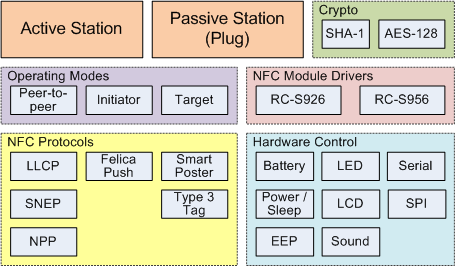 Active Station
Passive Station
(Plug)
Crypto
SHA-1
AES-128
Operating Modes
Peer-to-
peer
Initiator
Target
NFC Module Drivers
RC-S926
RC-S956
NFC Protocols
LLCP
Felica
Push
Smart
Poster
SNEP
Type 3
Tag
NPP
Hardware Control
Battery
LED
Serial
Power /
Sleep
LCD
SPI
EEP
Sound